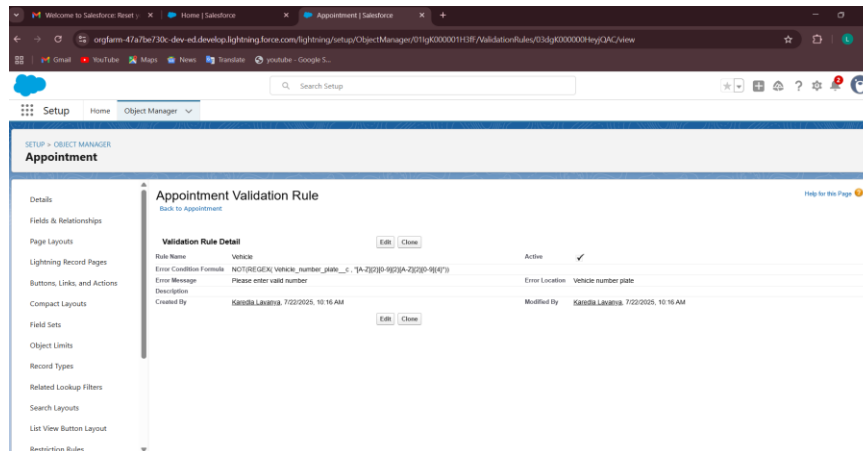 Welcome to Salesforce: Reset
Home | Salesforce
Appointment | Salesforce
orgfarm-47a7be730c-dev-ed.develop.lightning.force.com/lightning/setup/ObjectManager/01IgK000001H3fF/ValidationRules/03dgK000000HeyjQAC/view
Gmail YouTube Maps News Translate youtube - Google S...
Search Setup
2
Setup Home Object Manager
SETUP > OBJECT MANAGER
Appointment
Details
Fields & Relationships
Page Layouts
Lightning Record Pages
Buttons, Links, and Actions
Compact Layouts
Field Sets
Object Limits
Record Types
Related Lookup Filters
Search Layouts
List View Button Layout
Restriction Rules
Appointment Validation Rule
Help for this Page
Back to Appointment
Validation Rule Detail Edit Clone
Rule Name Vehicle Active
Error Condition Formula NOT(REGEX( Vehicle_number_plate__c , "[A-Z]{2}[0-9]{2}[A-Z]{2}[0-9]{4}"))
Error Message Please enter vaild number Error Location Vehicle number plate
Description
Created By Karedla Lavanya, 7/22/2025, 10:16 AM Modified By Karedla Lavanya, 7/22/2025, 10:16 AM
Edit Clone